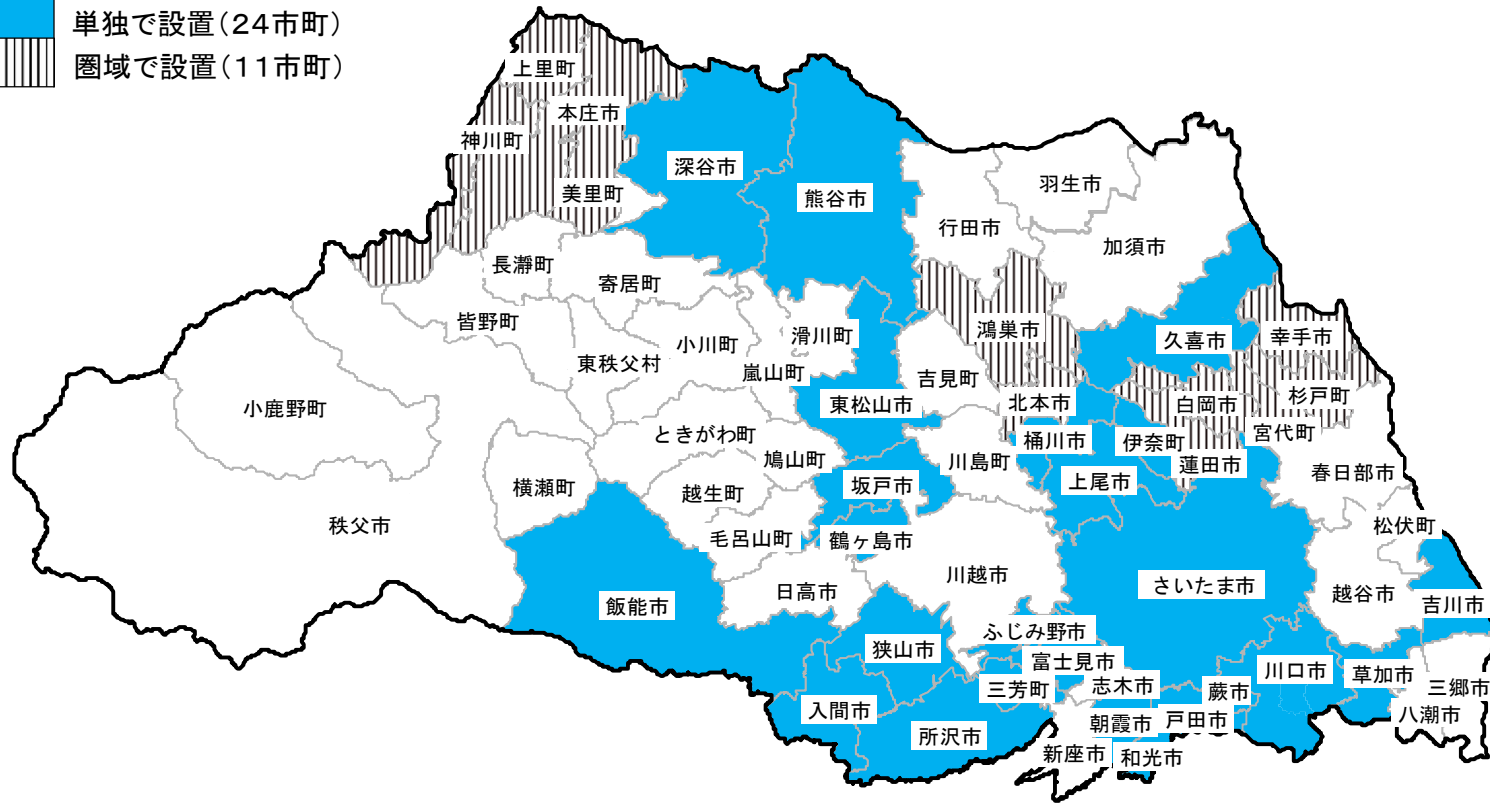 単独で設置(24市町)
圏域で設置(11市町)
上里町
本庄市
神川町
深谷市
美里町
熊谷市
羽生市
行田市
加須市
長瀞町
寄居町
皆野町
滑川町
鴻巣市
久喜市
幸手市
小川町
東秩父村
嵐山町
吉見町
杉戸町
小鹿野町
東松山市
北本市
白岡市
宮代町
ときがわ町
桶川市
伊奈町
鳩山町
川島町
蓮田市
春日部市
横瀬町
越生町
坂戸市
上尾市
秩父市
松伏町
毛呂山町
鶴ヶ島市
川越市
さいたま市
日高市
越谷市
飯能市
吉川市
ふじみ野市
狭山市
富士見市
川口市
草加市
三芳町
志木市
蕨市
三郷市
入間市
朝霞市
戸田市
八潮市
所沢市
新座市
和光市